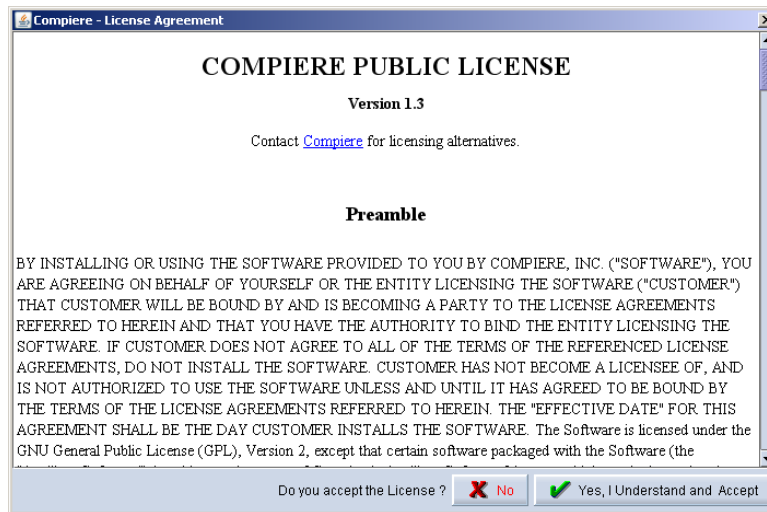 Compiere - License Agreement
COMPIERE PUBLIC LICENSE
Version 1.3
Contact Compiere for licensing alternatives.
Preamble
BY INSTALLING OR USING THE SOFTWARE PROVIDED TO YOU BY COMPIERE, INC. ("SOFTWARE"), YOU
ARE AGREEING ON BEHALF OF YOURSELF OR THE ENTITY LICENSING THE SOFTWARE ("CUSTOMER")
THAT CUSTOMER WILL BE BOUND BY AND IS BECOMING A PARTY TO THE LICENSE AGREEMENTS
REFERRED TO HEREIN AND THAT YOU HAVE THE AUTHORITY TO BIND THE ENTITY LICENSING THE
SOFTWARE. IF CUSTOMER DOES NOT AGREE TO ALL OF THE TERMS OF THE REFERENCED LICENSE
AGREEMENTS, DO NOT INSTALL THE SOFTWARE. CUSTOMER HAS NOT BECOME A LICENSEE OF, AND
IS NOT AUTHORIZED TO USE THE SOFTWARE UNLESS AND UNTIL IT HAS AGREED TO BE BOUND BY
THE TERMS OF THE LICENSE AGREEMENTS REFERRED TO HEREIN. THE "EFFECTIVE DATE" FOR THIS
AGREEMENT SHALL BE THE DAY CUSTOMER INSTALLS THE SOFTWARE. The Software is licensed under the
GNU General Public License (GPL), Version 2, except that certain software packaged with the Software (the
Do you accept the License ? No Yes, I Understand and Accept